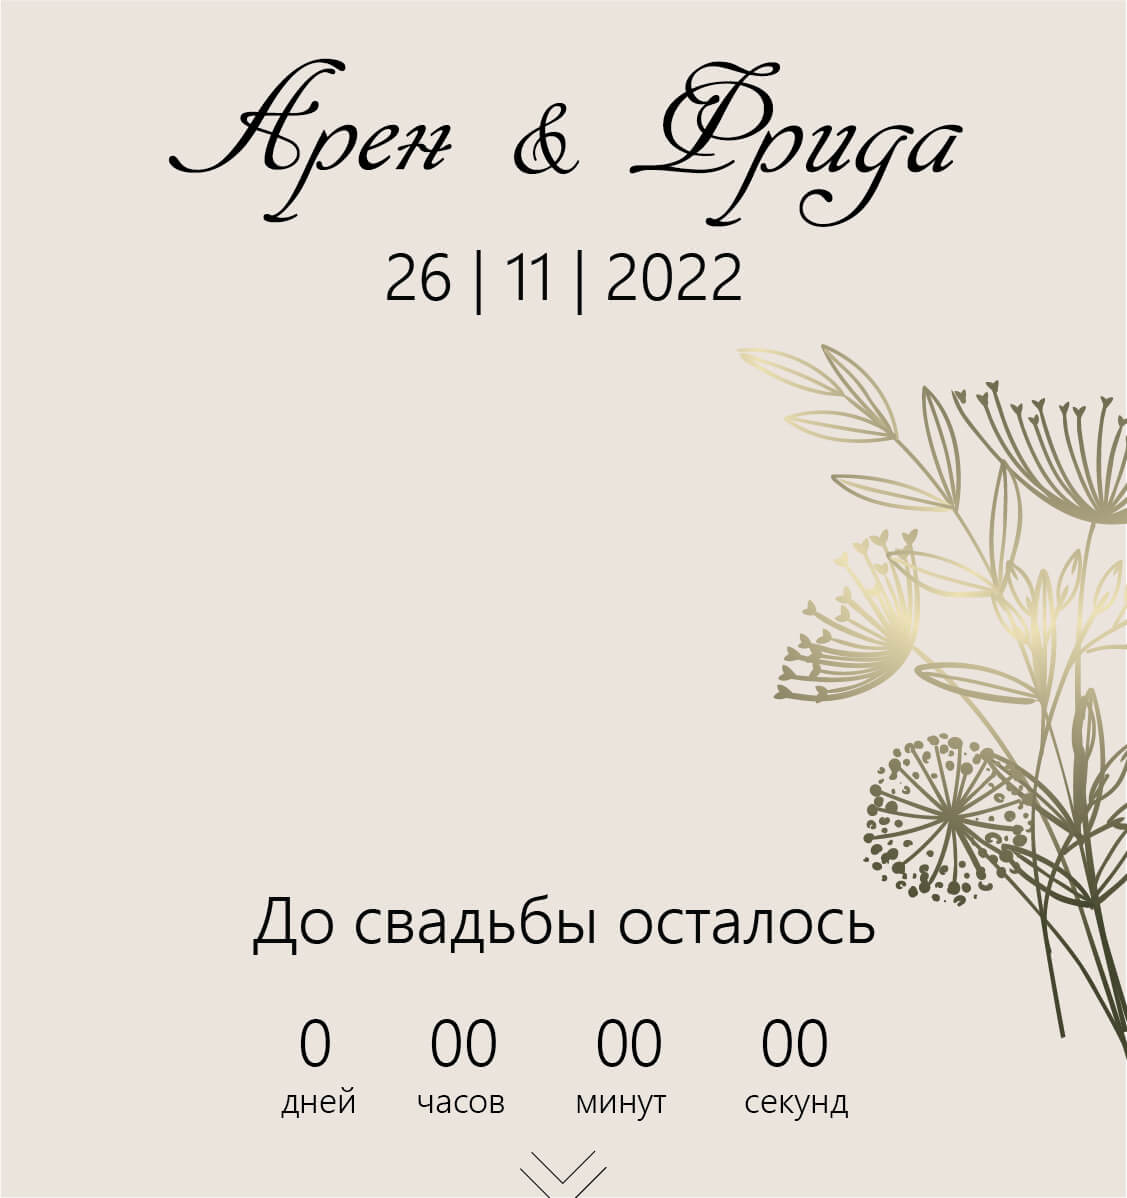 Арен & Фрида
26 | 11 | 2022
До свадьбы осталось
0 00 00 00
дней часов минут секунд